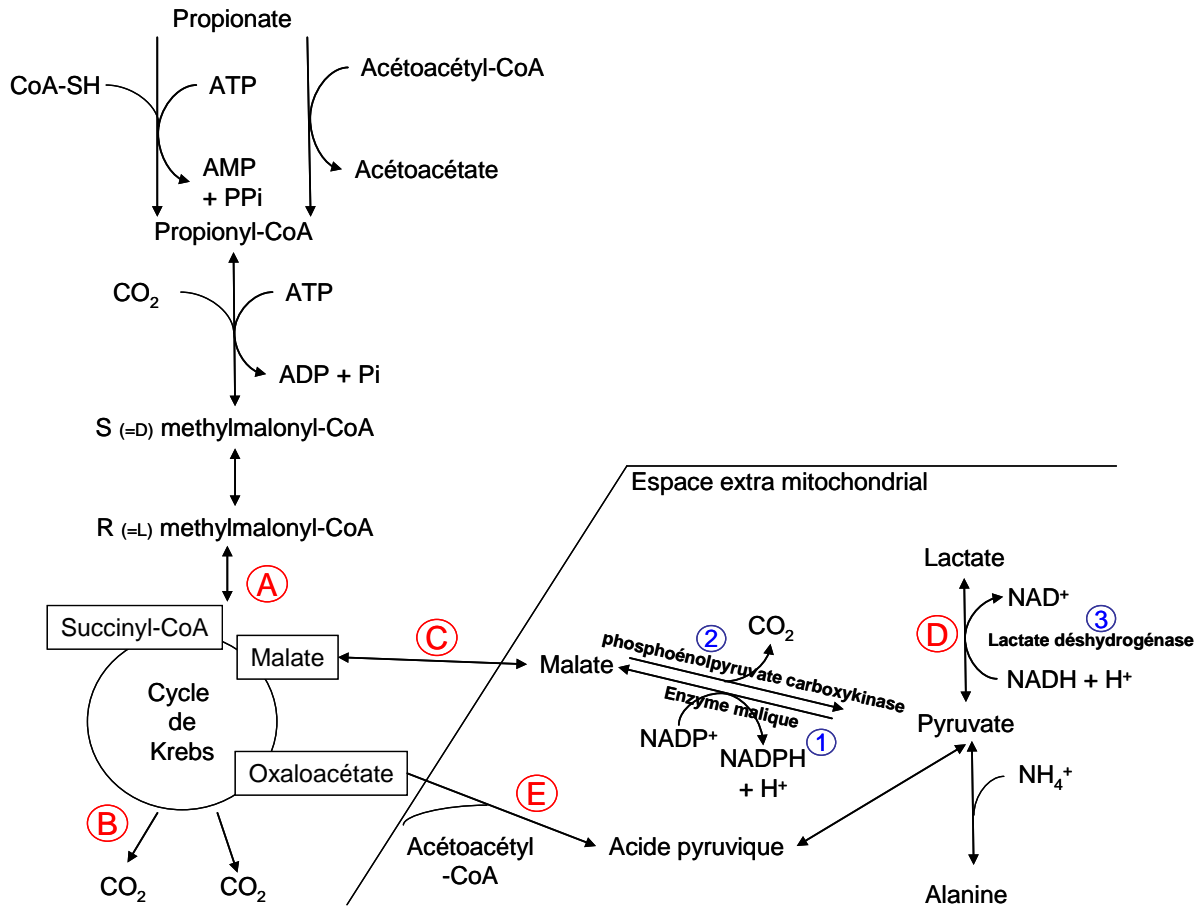 Propionate
CoA-SH
ATP
Acétoacétyl-CoA
AMP
+ PPi
Acétoacétate
Propionyl-CoA
CO₂
ATP
ADP + Pi
S (=D) methylmalonyl-CoA
R (=L) methylmalonyl-CoA
A
Succinyl-CoA
Malate
Cycle
de
Krebs
Oxaloacétate
B
CO₂
CO₂
C
E
Acétoacétyl
-CoA
Espace extra mitochondrial
Malate
2
CO₂
phosphoénolpyruvate carboxykinase
Enzyme malique
NADP⁺
NADPH
+ H⁺
1
Lactate
D
NAD⁺
3
Lactate déshydrogénase
NADH + H⁺
Pyruvate
NH₄⁺
Acide pyruvique
Alanine